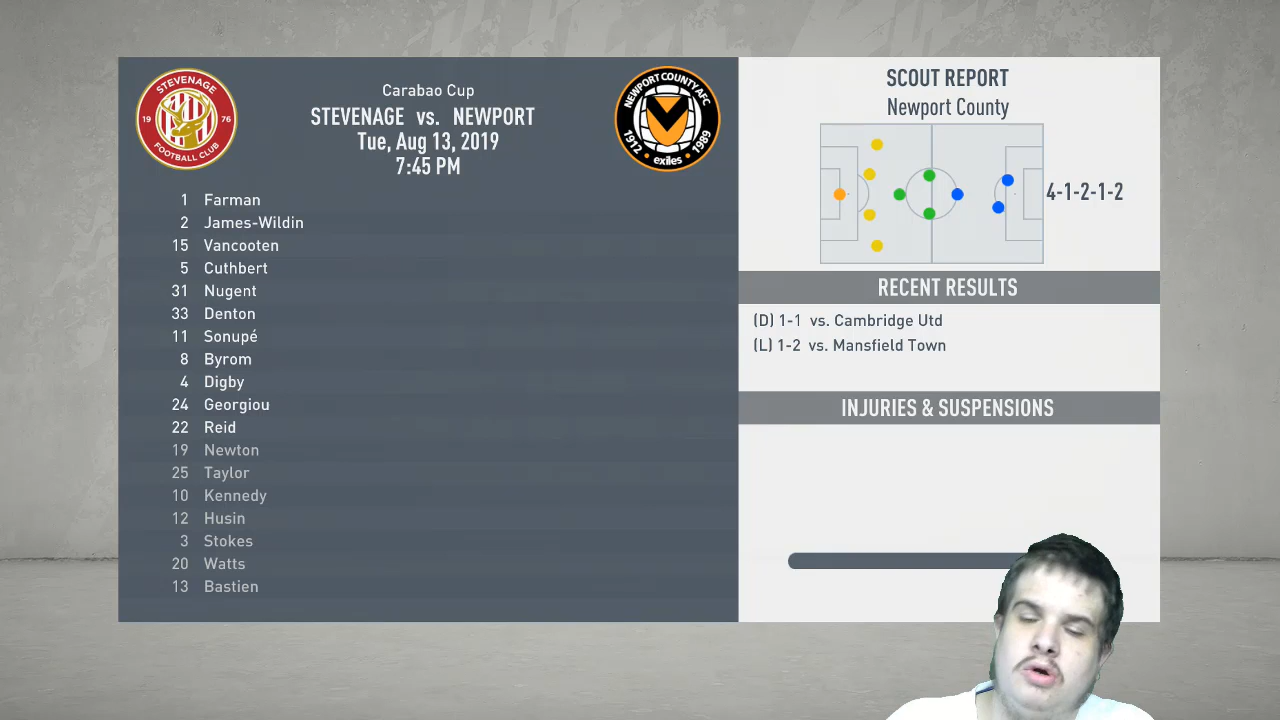 STEVENAGE
19 76
FOOTBALL CLUB
Carabao Cup
STEVENAGE vs. NEWPORT
Tue, Aug 13, 2019
7:45 PM
NEWPORT COUNTY AFC
1912 exiles 1989
1 Farman
2 James-Wildin
15 Vancooten
5 Cuthbert
31 Nugent
33 Denton
11 Sonupé
8 Byrom
4 Digby
24 Georgiou
22 Reid
19 Newton
25 Taylor
10 Kennedy
12 Husin
3 Stokes
20 Watts
13 Bastien
SCOUT REPORT
Newport County
4-1-2-1-2
RECENT RESULTS
(D) 1-1 vs. Cambridge Utd
(L) 1-2 vs. Mansfield Town
INJURIES & SUSPENSIONS